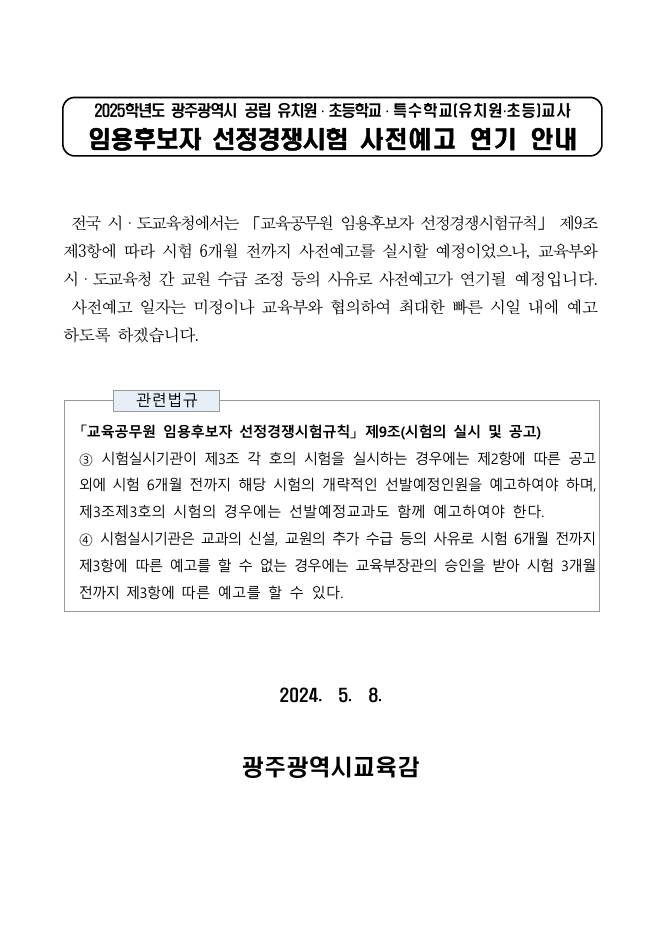 2025학년도 광주광역시 공립 유치원 · 초등학교 · 특수학교(유치원·초등)교사
임용후보자 선정경쟁시험 사전예고 연기 안내
전국 시 · 도교육청에서는 「교육공무원 임용후보자 선정경쟁시험규칙」 제9조
제3항에 따라 시험 6개월 전까지 사전예고를 실시할 예정이었으나, 교육부와
시 · 도교육청 간 교원 수급 조정 등의 사유로 사전예고가 연기될 예정입니다.
사전예고 일자는 미정이나 교육부와 협의하여 최대한 빠른 시일 내에 예고
하도록 하겠습니다.
관련법규
「교육공무원 임용후보자 선정경쟁시험규칙」 제9조(시험의 실시 및 공고)
③ 시험실시기관이 제3조 각 호의 시험을 실시하는 경우에는 제2항에 따른 공고
외에 시험 6개월 전까지 해당 시험의 개략적인 선발예정인원을 예고하여야 하며,
제3조제3호의 시험의 경우에는 선발예정교과도 함께 예고하여야 한다.
④ 시험실시기관은 교과의 신설, 교원의 추가 수급 등의 사유로 시험 6개월 전까지
제3항에 따른 예고를 할 수 없는 경우에는 교육부장관의 승인을 받아 시험 3개월
전까지 제3항에 따른 예고를 할 수 있다.
2024. 5. 8.
광주광역시교육감